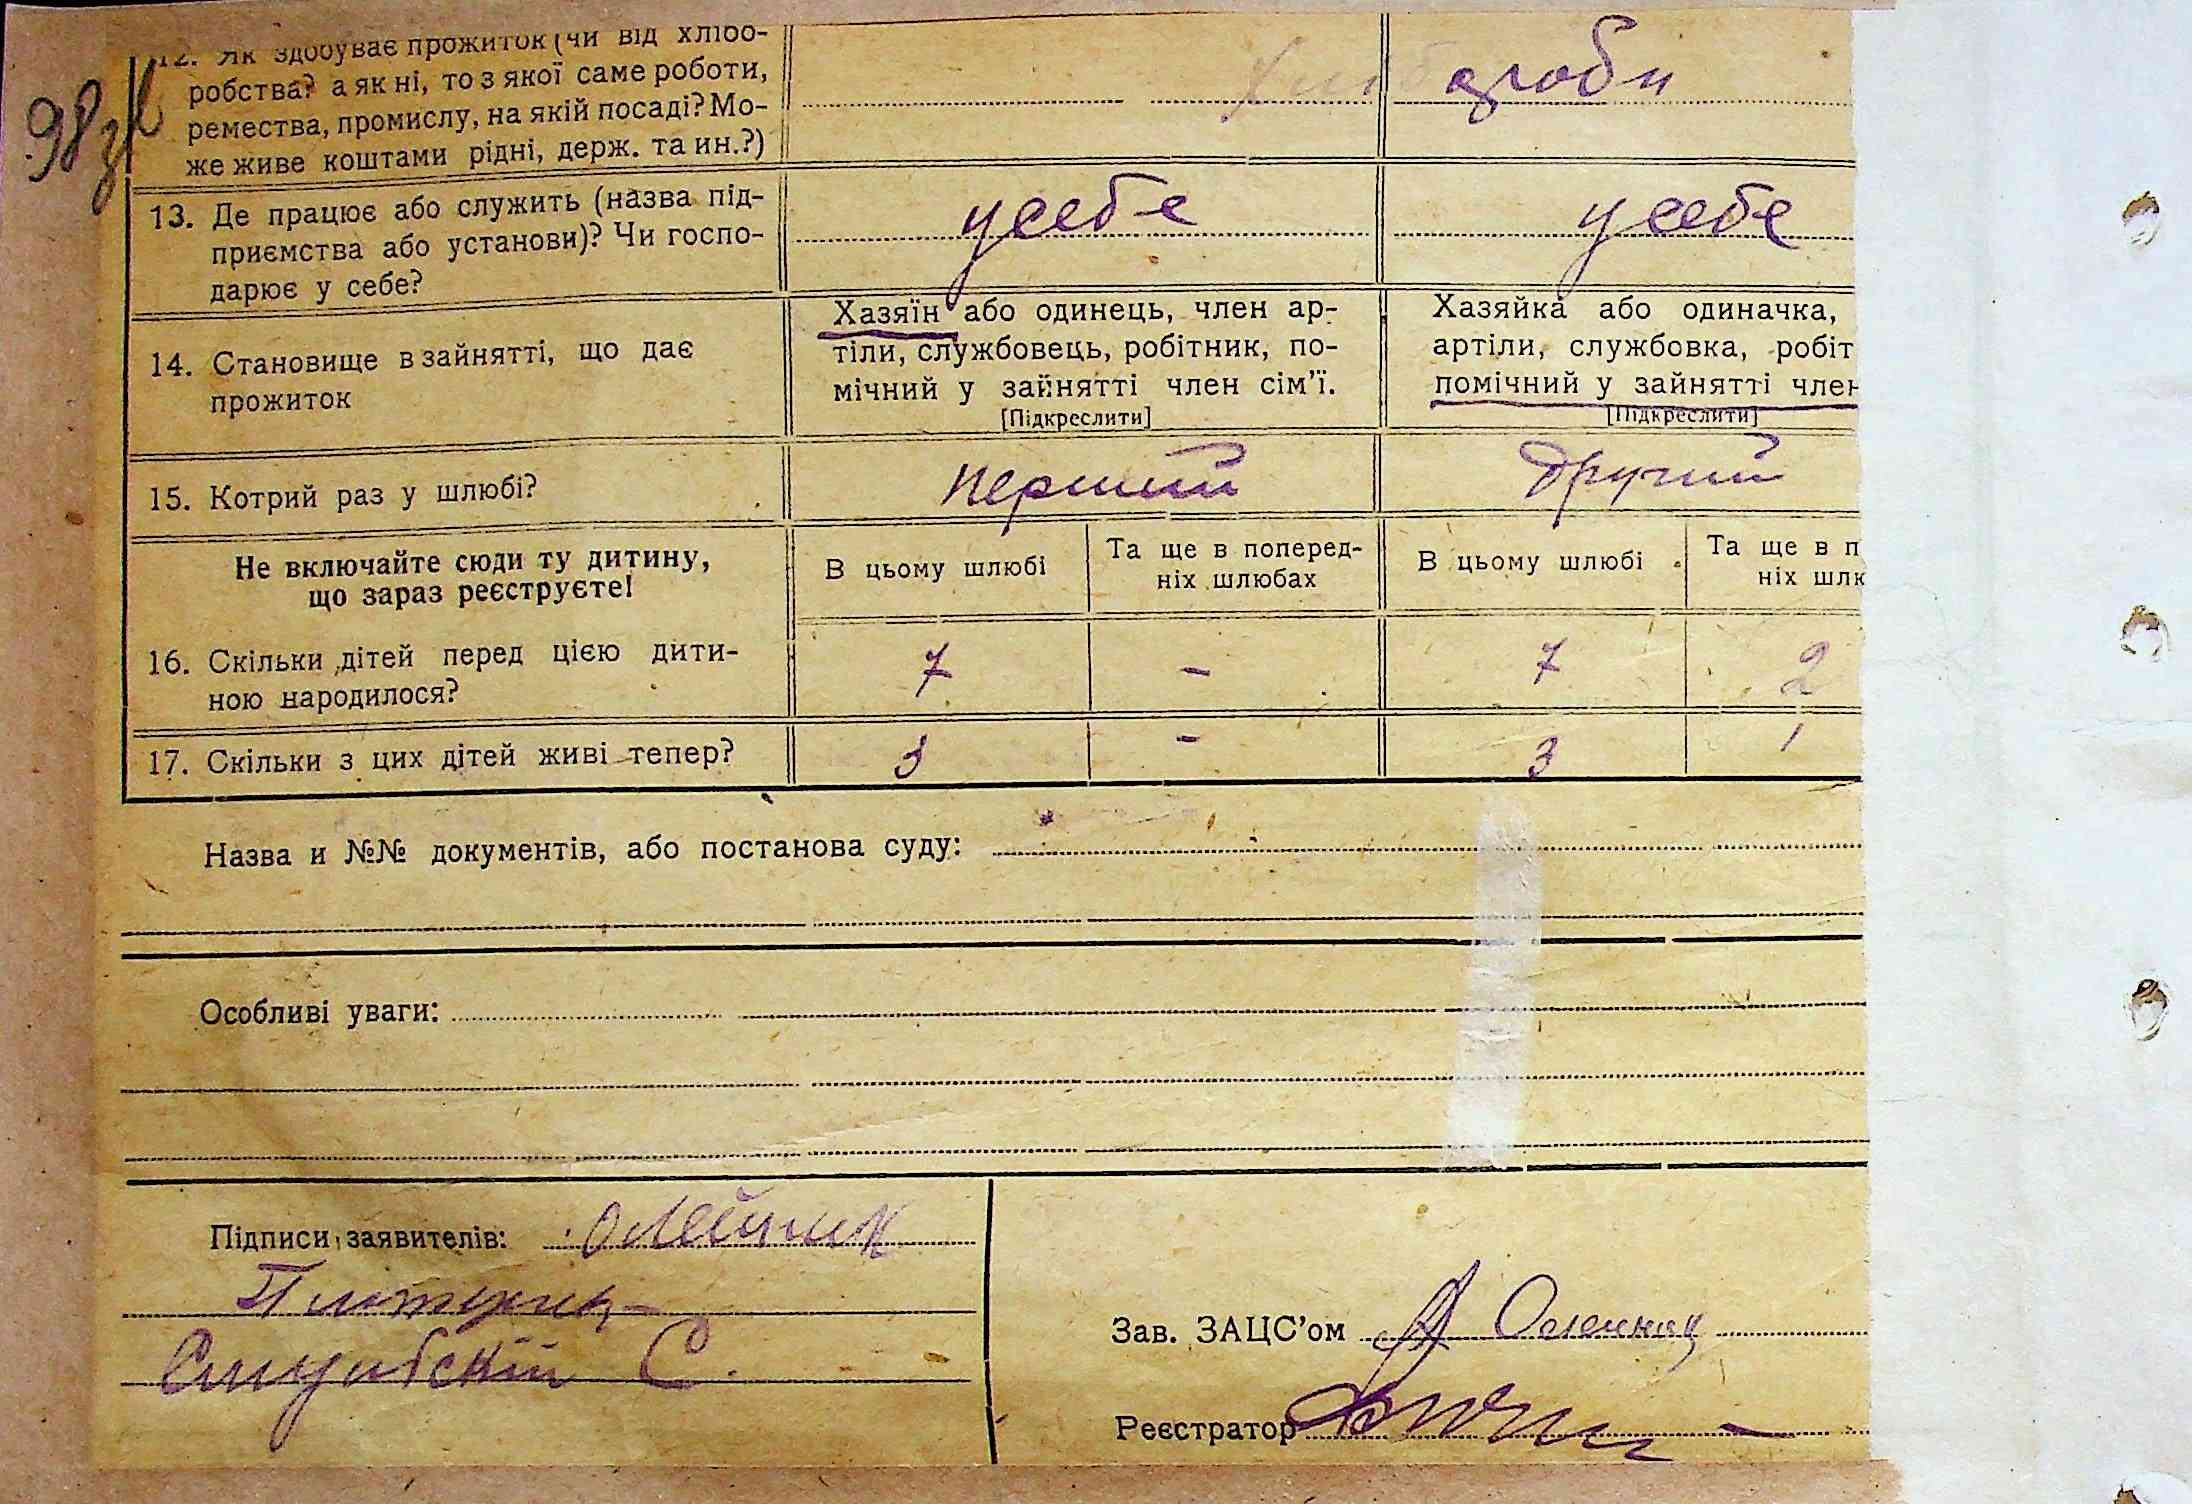 98 зв
12. Як здобуває прожиток (чи від хлібо-
робства? а як ні, то з якої саме роботи,
ремества, промислу, на якій посаді? Мо-
же живе коштами рідні, держ. та ин.?)
Хлібороби
13. Де працює або служить (назва під-
приємства або установи)? Чи госпо-
дарює у себе?
у себе
у себе
14. Становище в зайнятті, що дає
прожиток
Хазяїн або одинець, член ар-
тіли, службовець, робітник, по-
мічний у зайнятті член сім'ї.
[Підкреслити]
Хазяйка або одиначка,
артіли, службовка, робіт
помічний у зайнятті член
[Підкреслити]
15. Котрий раз у шлюбі?
перший
другий
Не включайте сюди ту дитину,
що зараз реєструєте!
В цьому шлюбі
Та ще в поперед-
ніх шлюбах
В цьому шлюбі
Та ще в п
ніх шлю
16. Скільки дітей перед цією дити-
ною народилося?
7
-
7
2
17. Скільки з цих дітей живі тепер?
3
-
3
1
Назва и №№ документів, або постанова суду:
Особливі уваги:
Підписи заявителів: Олейник
С.
Зав. ЗАЦС'ом
Реєстратор